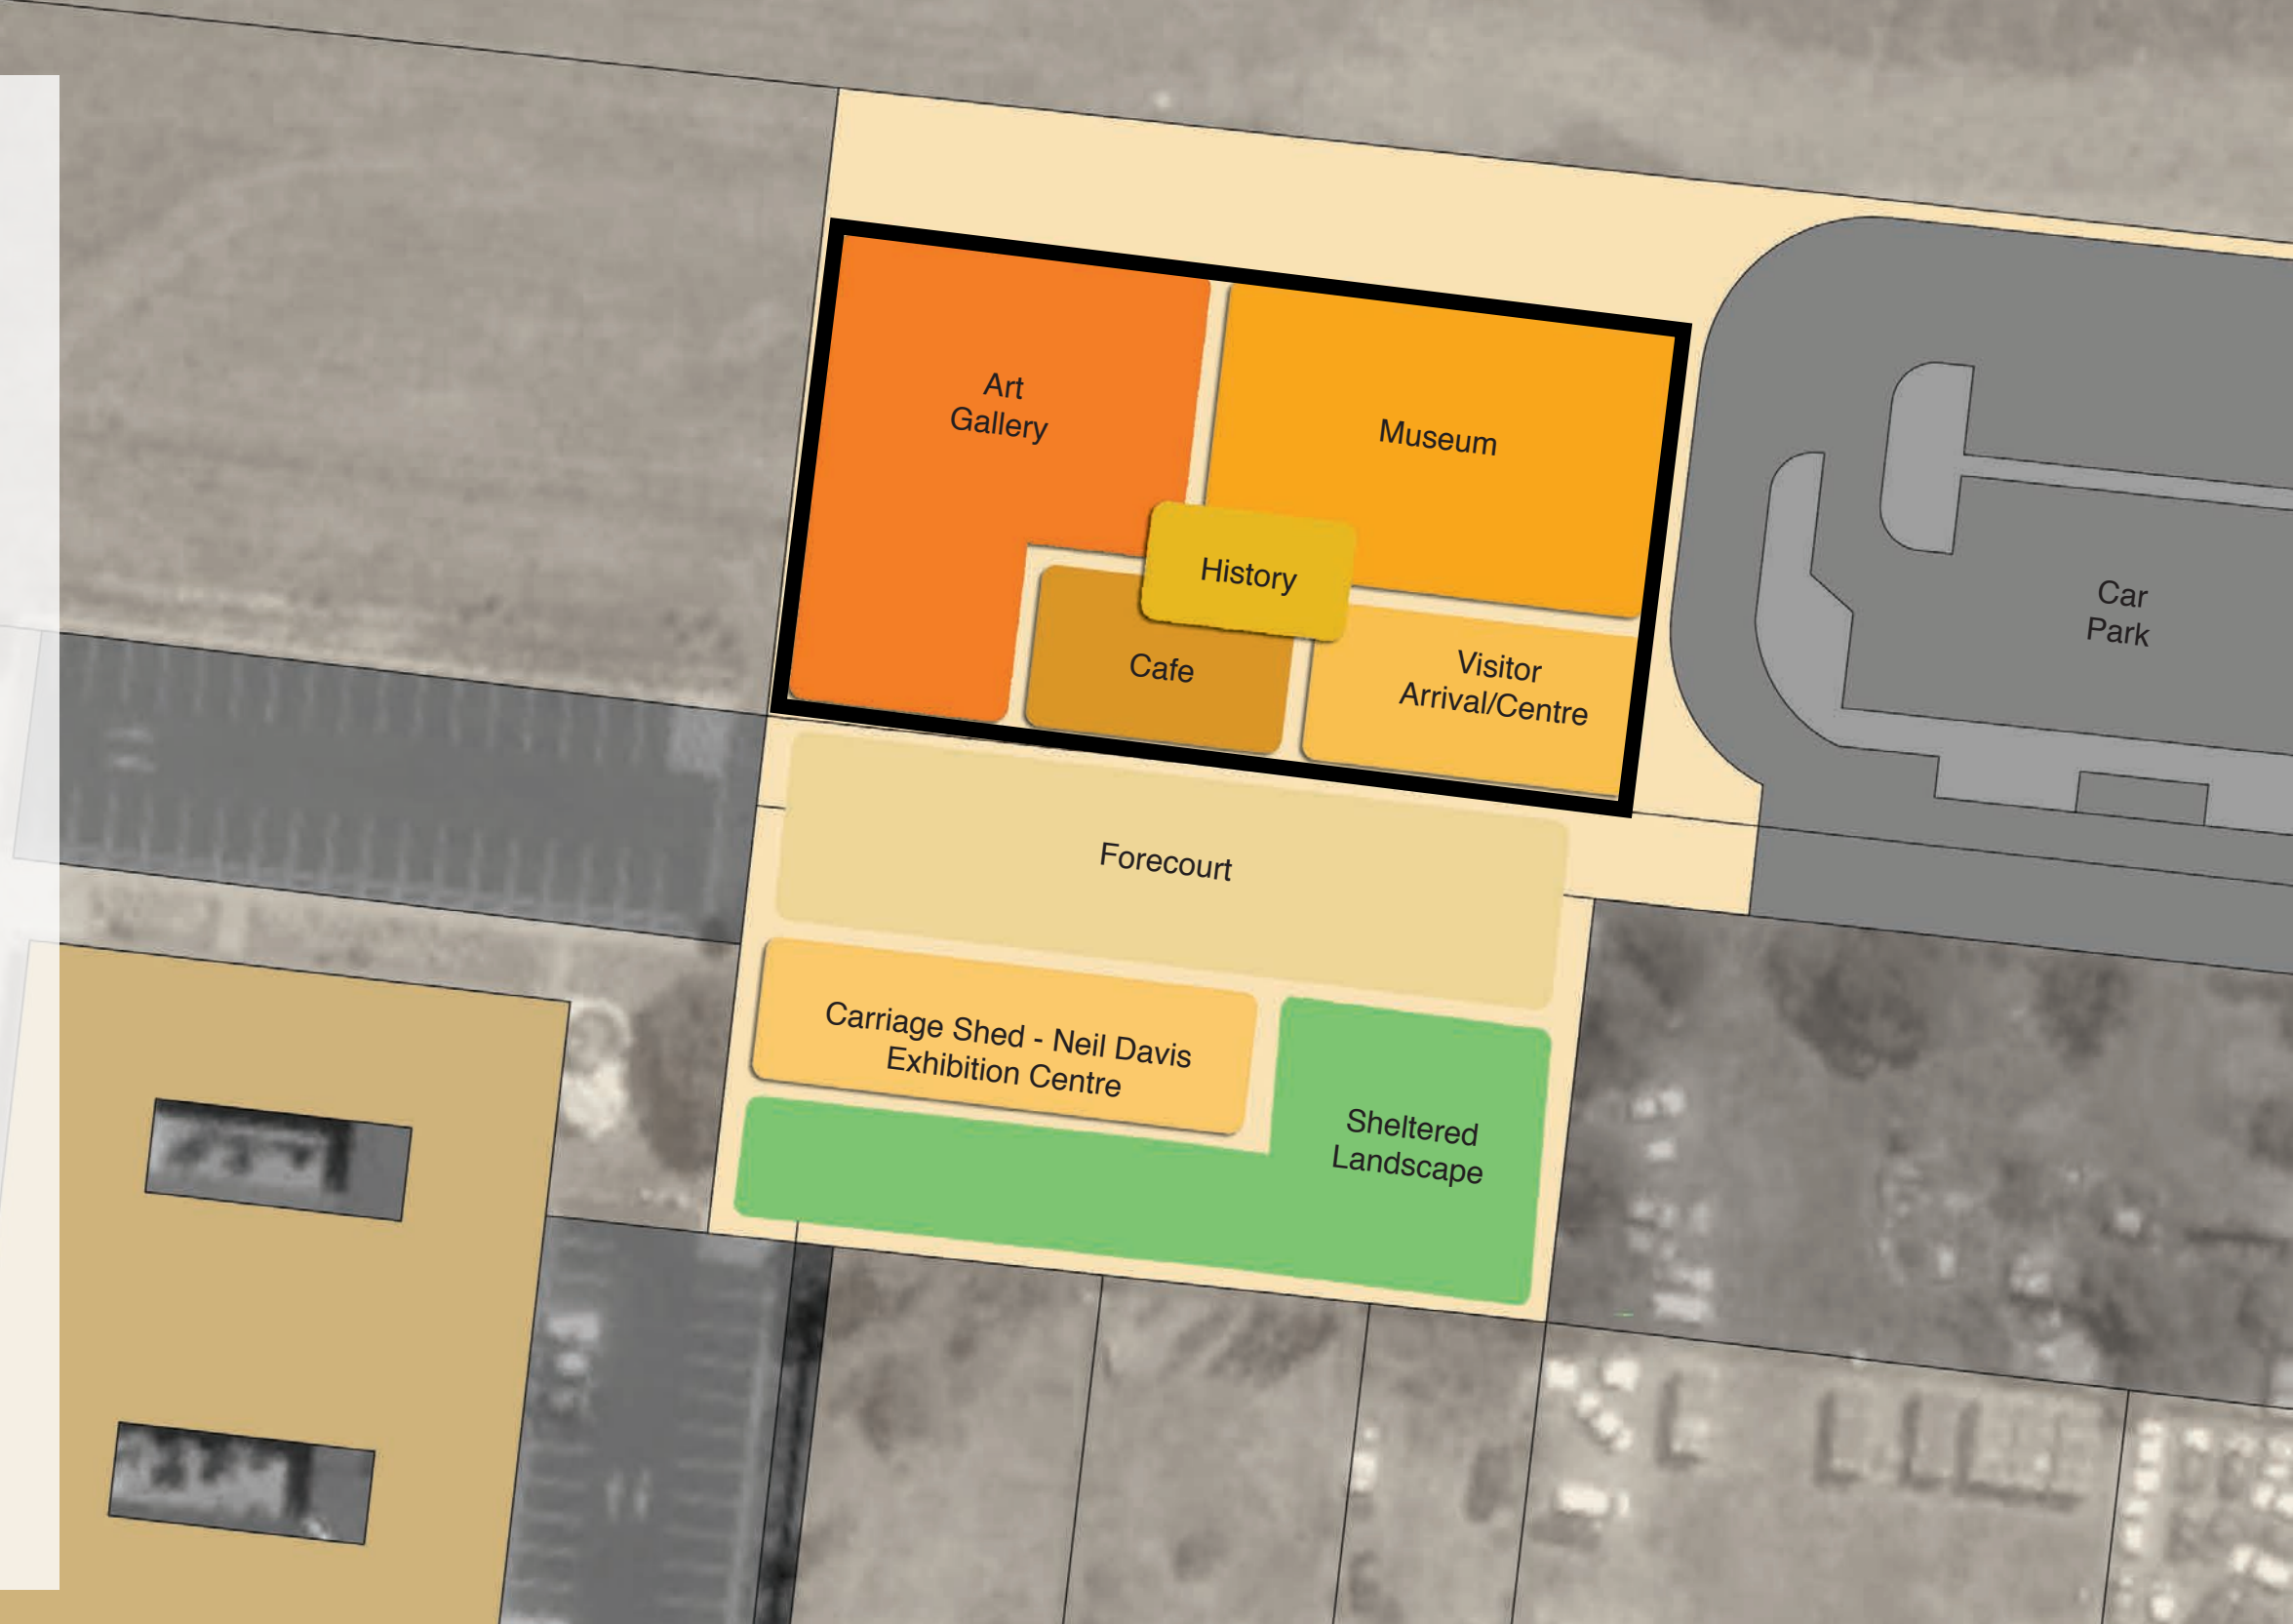 Art
Gallery
Museum
History
Cafe
Visitor
Arrival/Centre
Car
Park
Forecourt
Carriage Shed - Neil Davis
Exhibition Centre
Sheltered
Landscape